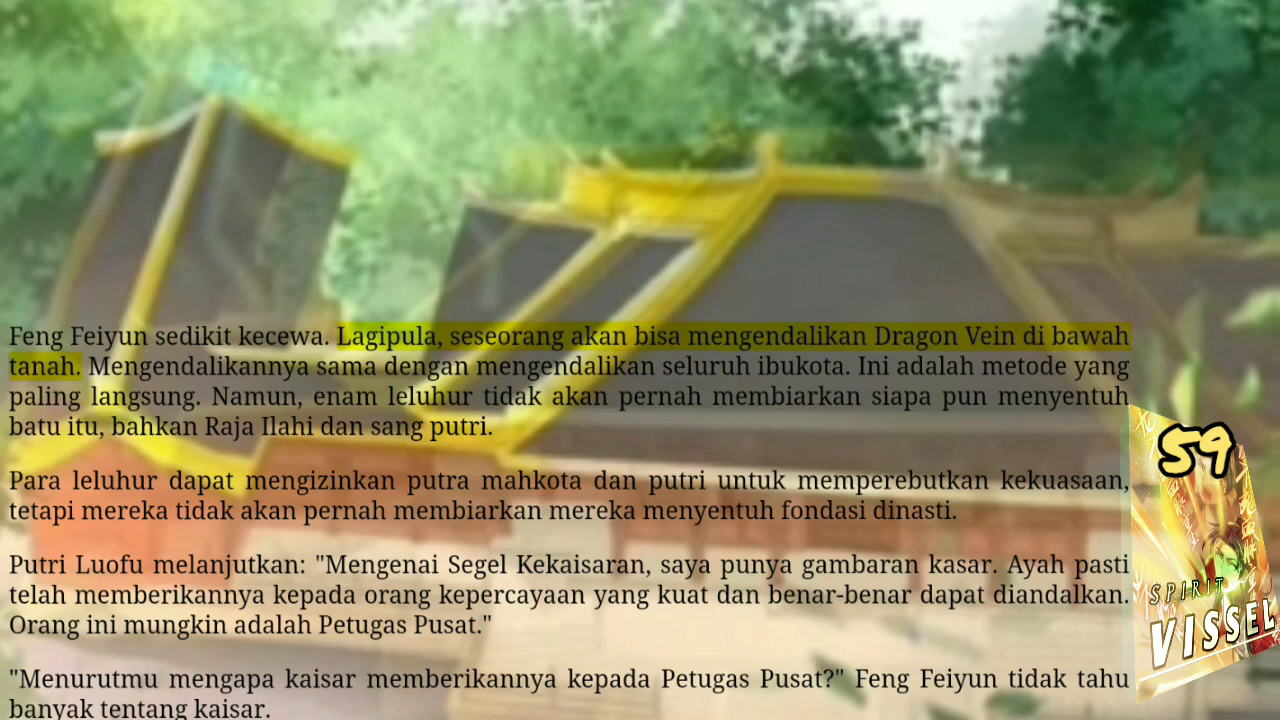 Feng Feiyun sedikit kecewa. Lagipula, seseorang akan bisa mengendalikan Dragon Vein di bawah
tanah. Mengendalikannya sama dengan mengendalikan seluruh ibukota. Ini adalah metode yang
paling langsung. Namun, enam leluhur tidak akan pernah membiarkan siapa pun menyentuh
batu itu, bahkan Raja Ilahi dan sang putri.
Para leluhur dapat mengizinkan putra mahkota dan putri untuk memperebutkan kekuasaan,
tetapi mereka tidak akan pernah membiarkan mereka menyentuh fondasi dinasti.
Putri Luofu melanjutkan: "Mengenai Segel Kekaisaran, saya punya gambaran kasar. Ayah pasti
telah memberikannya kepada orang kepercayaan yang kuat dan benar-benar dapat diandalkan.
Orang ini mungkin adalah Petugas Pusat."
"Menurutmu mengapa kaisar memberikannya kepada Petugas Pusat?" Feng Feiyun tidak tahu
banyak tentang kaisar.
59
SPIRIT
VISSEL